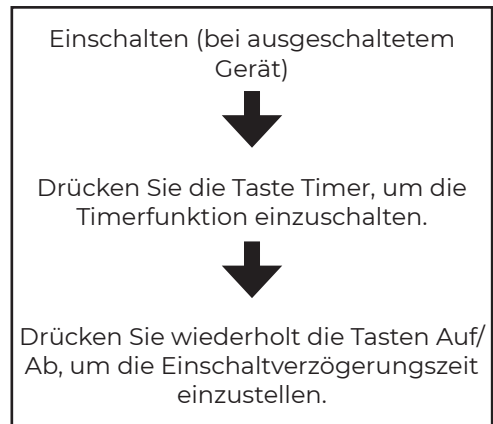 Einschalten (bei ausgeschaltetem
Gerät)
Drücken Sie die Taste Timer, um die
Timerfunktion einzuschalten.
Drücken Sie wiederholt die Tasten Auf/
Ab, um die Einschaltverzögerungszeit
einzustellen.